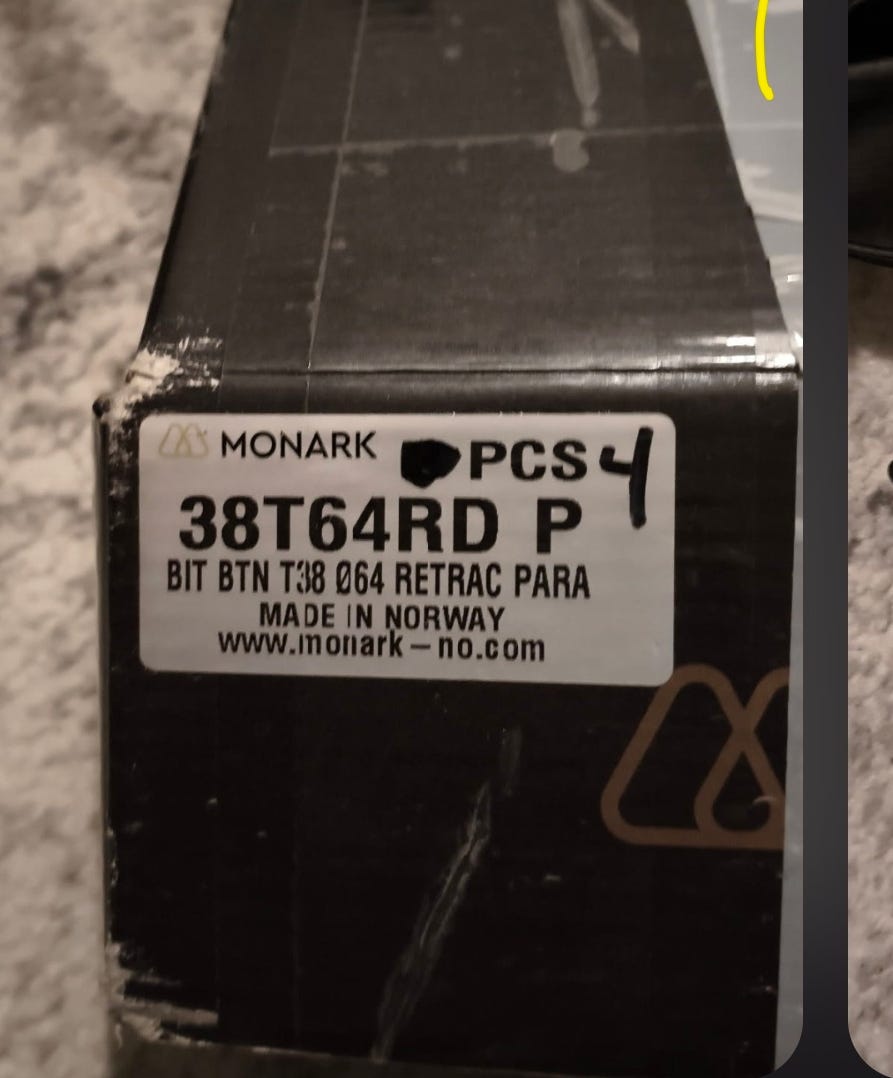 MONARK PCS 4
38T64RD P
BIT BTN T38 Ø64 RETRAC PARA
MADE IN NORWAY
www.monark-no.com